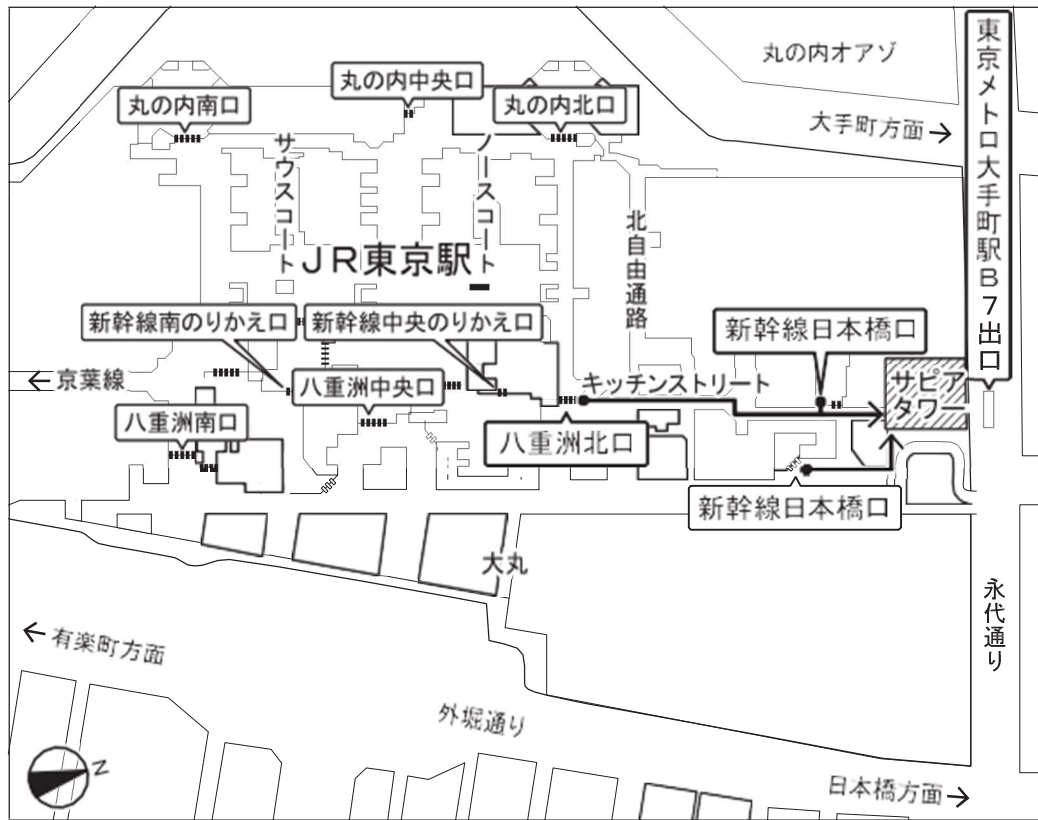 東京メトロ大手町駅B7出口
丸の内オアゾ
丸の内中央口
丸の内南口
丸の内北口
大手町方面→
サウスコート
ノースコート
北自由通路
JR東京駅
新幹線南のりかえ口
新幹線中央のりかえ口
新幹線日本橋口
←京葉線
八重洲中央口
キッチンストリート
サピア
タワー
八重洲南口
八重洲北口
新幹線日本橋口
大丸
永代通り
←有楽町方面
外堀通り
日本橋方面→
N